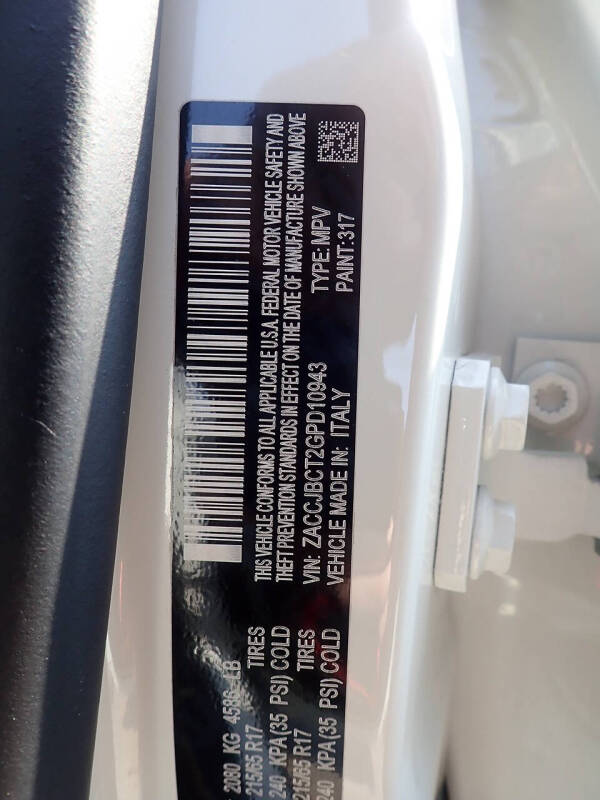 2080 KG 4586 LB
215/65 R17 TIRES
240 KPA(35 PSI) COLD
215/65 R17 TIRES
240 KPA(35 PSI) COLD
THIS VEHICLE CONFORMS TO ALL APPLICABLE U.S.A. FEDERAL MOTOR VEHICLE SAFETY AND
THEFT PREVENTION STANDARDS IN EFFECT ON THE DATE OF MANUFACTURE SHOWN ABOVE
VIN: ZACCJBCT2GPD10943 TYPE: MPV
VEHICLE MADE IN: ITALY PAINT:317